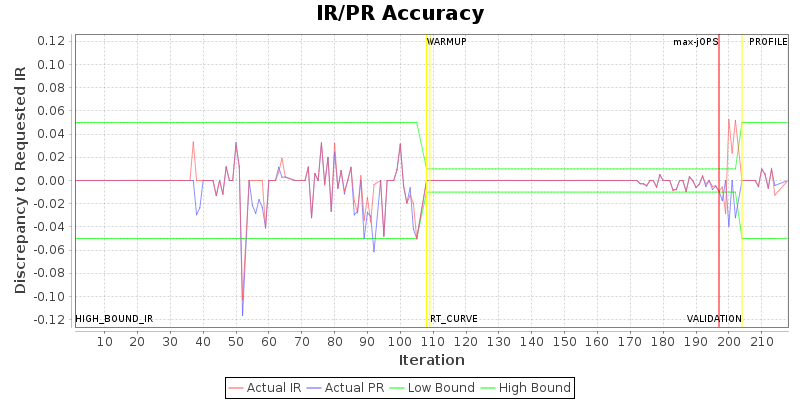 IR/PR Accuracy
Discrepancy to Requested IR
0.12
0.10
0.08
0.06
0.04
0.02
0.00
-0.02
-0.04
-0.06
-0.08
-0.10
-0.12
WARMUP
max-jOPS
PROFILE
HIGH_BOUND_IR
RT_CURVE
VALIDATION
10 20 30 40 50 60 70 80 90 100 110 120 130 140 150 160 170 180 190 200 210
Iteration
Actual IR Actual PR Low Bound High Bound